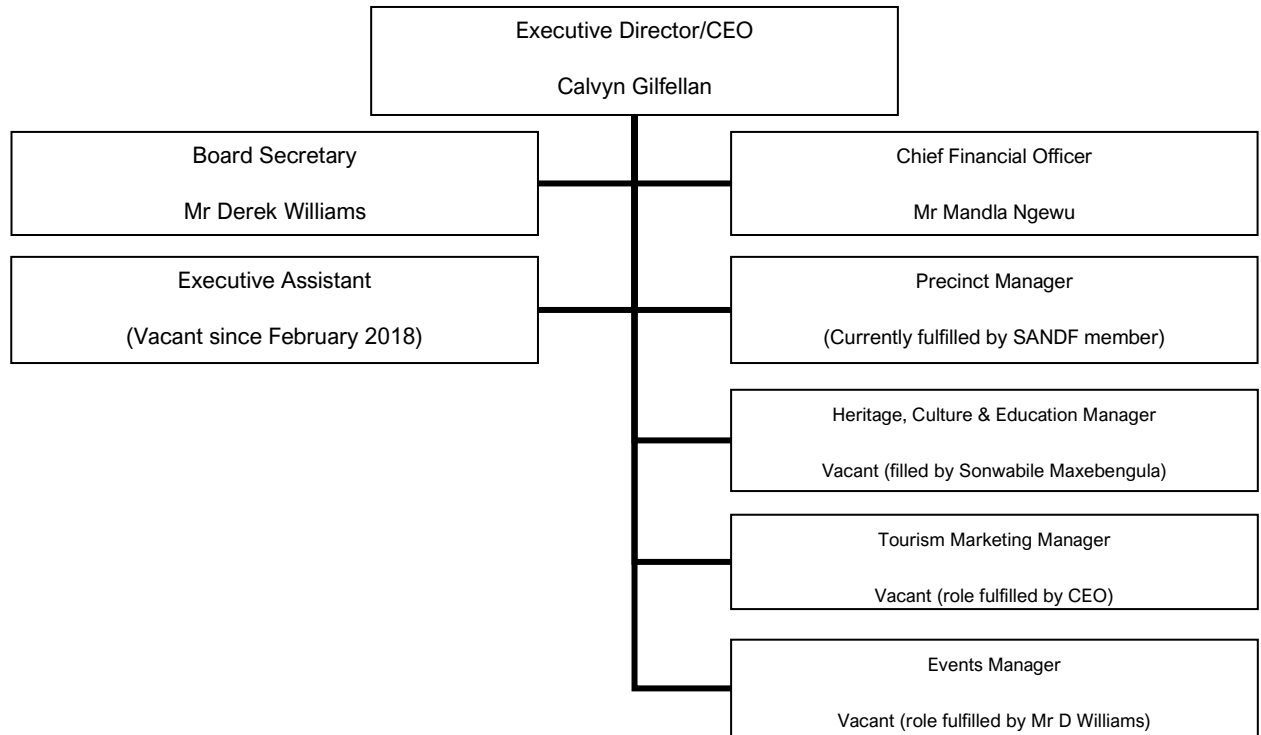 Executive Director/CEO
Calvyn Gilfellan
Board Secretary
Mr Derek Williams
Chief Financial Officer
Mr Mandla Ngewu
Executive Assistant
(Vacant since February 2018)
Precinct Manager
(Currently fulfilled by SANDF member)
Heritage, Culture & Education Manager
Vacant (filled by Sonwabile Maxebengula)
Tourism Marketing Manager
Vacant (role fulfilled by CEO)
Events Manager
Vacant (role fulfilled by Mr D Williams)